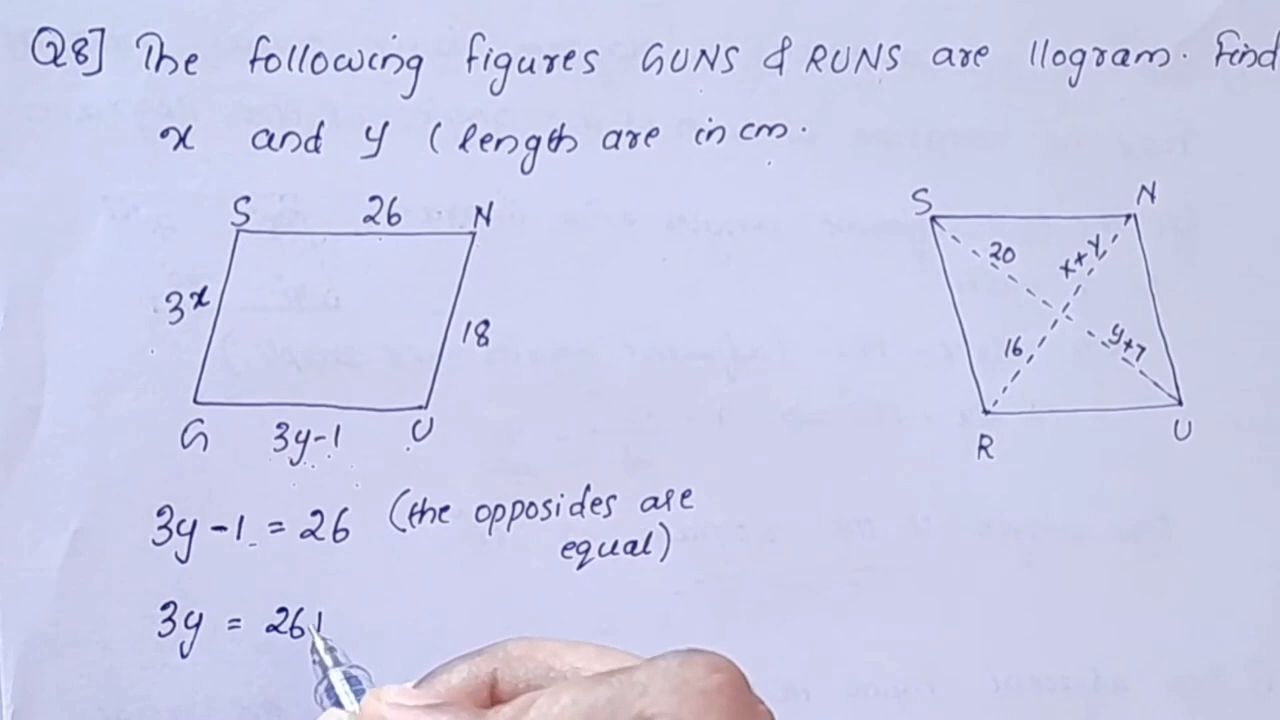 Q8] The following figures GUNS & RUNS are llogram. Find
x and y (length are in cm.
S 26 N
3x
18
G 3y-1 U
S N
20 x+y
16 y+7
R U
3y-1 = 26 (the opposides are
equal)
3y = 26